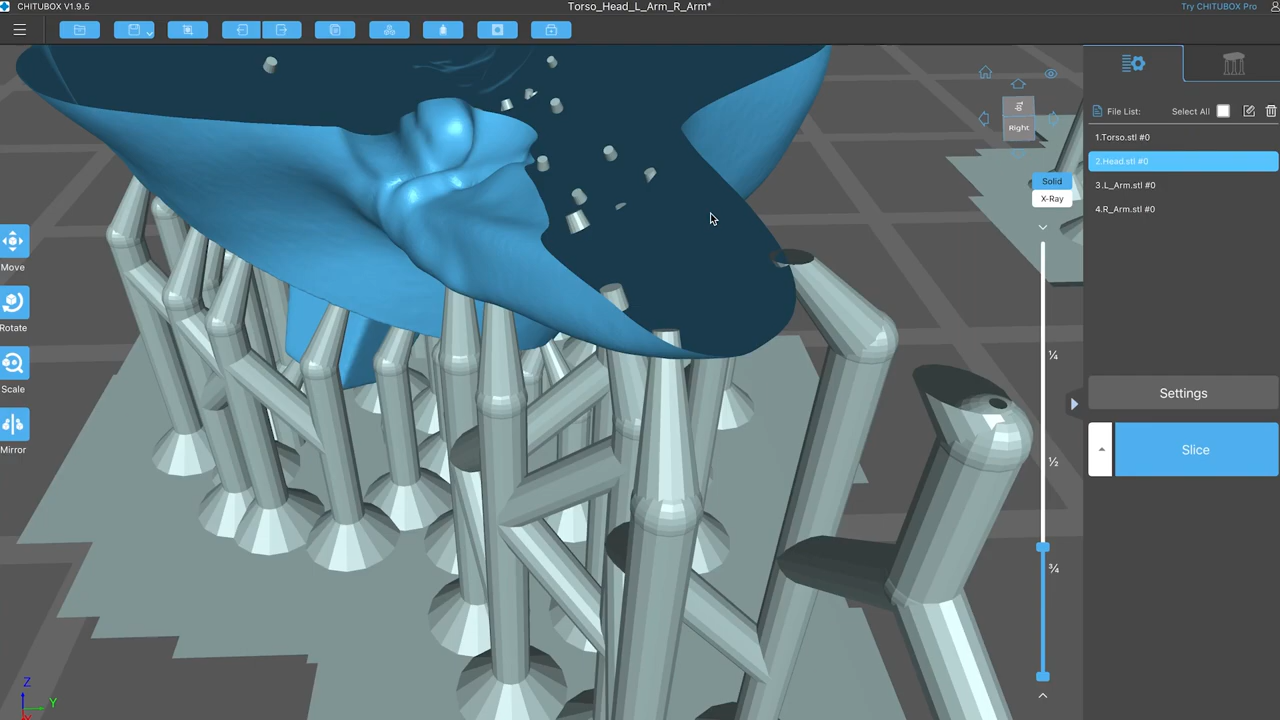 CHITUBOX V1.9.5
Torso_Head_L_Arm_R_Arm*
Try CHITUBOX Pro
File List:
Select All
1.Torso.stl #0
2.Head.stl #0
3.L_Arm.stl #0
4.R_Arm.stl #0
Top
Right
Solid
X-Ray
Move
Rotate
Scale
Mirror
¼
½
¾
Settings
Slice
Z
Y
X